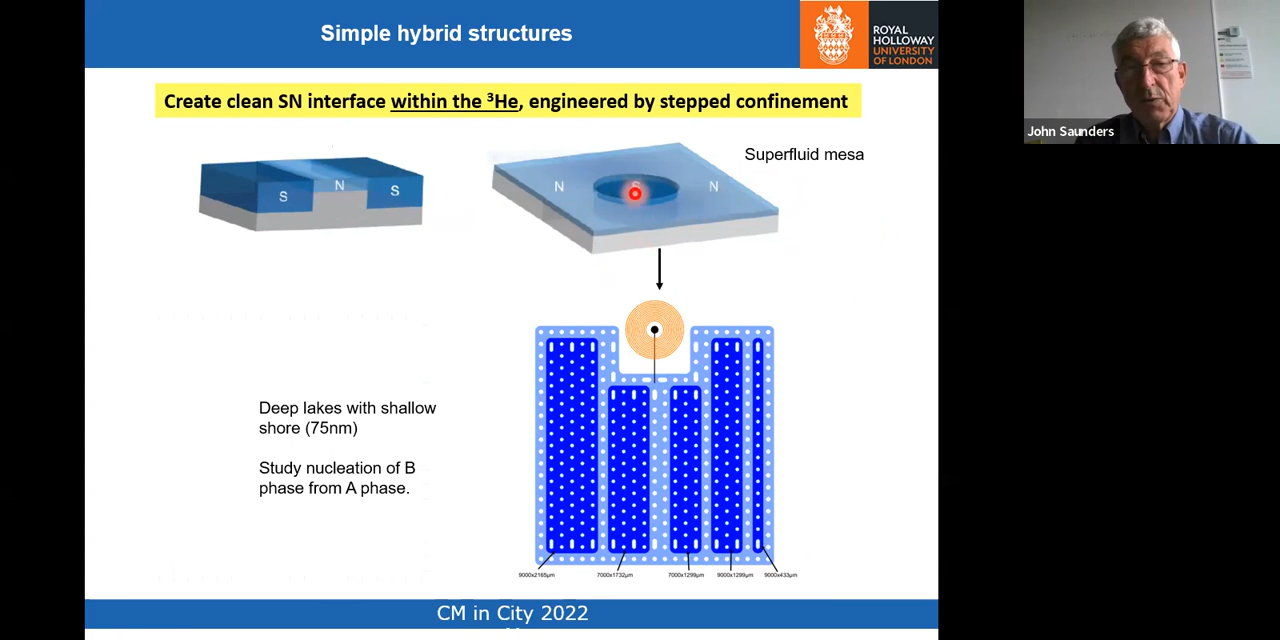 Simple hybrid structures
ROYAL
HOLLOWAY
UNIVERSITY
OF LONDON
John Saunders
Create clean SN interface within the ³He, engineered by stepped confinement
Superfluid mesa
S
N
S
N
S
N
Deep lakes with shallow
shore (75nm)
Study nucleation of B
phase from A phase.
9000x2165µm
7000x1732µm
7000x1299µm
9000x1299µm
9000x433µm
CM in City 2022